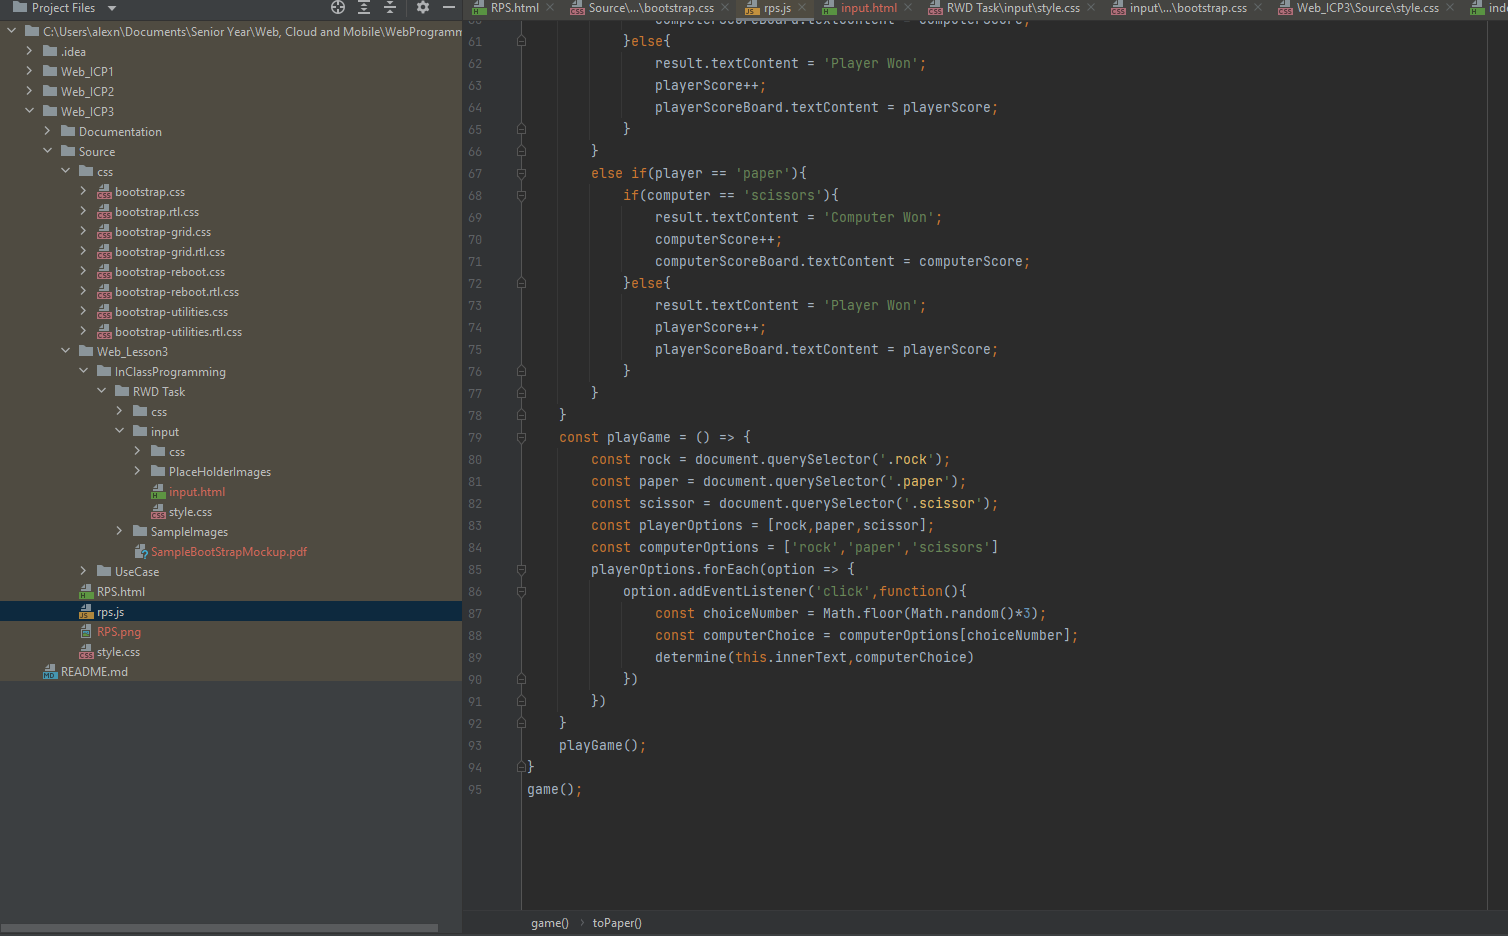 Project Files
C:\Users\alexn\Documents\Senior Year\Web, Cloud and Mobile\WebProgramm
.idea
Web_ICP1
Web_ICP2
Web_ICP3
Documentation
Source
css
bootstrap.css
bootstrap.rtl.css
bootstrap-grid.css
bootstrap-grid.rtl.css
bootstrap-reboot.css
bootstrap-reboot.rtl.css
bootstrap-utilities.css
bootstrap-utilities.rtl.css
Web_Lesson3
InClassProgramming
RWD Task
css
input
css
PlaceHolderImages
input.html
style.css
SampleImages
SampleBootStrapMockup.pdf
UseCase
RPS.html
rps.js
RPS.png
style.css
README.md
RPS.html Source\...\bootstrap.css rps.js input.html RWD Task\input\style.css input\...\bootstrap.css Web_ICP3\Source\style.css inde
60 computerScoreBoard.textContent = computerScore;
61 }else{
62 result.textContent = 'Player Won';
63 playerScore++;
64 playerScoreBoard.textContent = playerScore;
65 }
66 }
67 else if(player == 'paper'){
68 if(computer == 'scissors'){
69 result.textContent = 'Computer Won';
70 computerScore++;
71 computerScoreBoard.textContent = computerScore;
72 }else{
73 result.textContent = 'Player Won';
74 playerScore++;
75 playerScoreBoard.textContent = playerScore;
76 }
77 }
78 }
79 const playGame = () => {
80 const rock = document.querySelector('.rock');
81 const paper = document.querySelector('.paper');
82 const scissor = document.querySelector('.scissor');
83 const playerOptions = [rock,paper,scissor];
84 const computerOptions = ['rock','paper','scissors']
85 playerOptions.forEach(option => {
86 option.addEventListener('click',function(){
87 const choiceNumber = Math.floor(Math.random()*3);
88 const computerChoice = computerOptions[choiceNumber];
89 determine(this.innerText,computerChoice)
90 })
91 })
92 }
93 playGame();
94 }
95 game();
game() › toPaper()